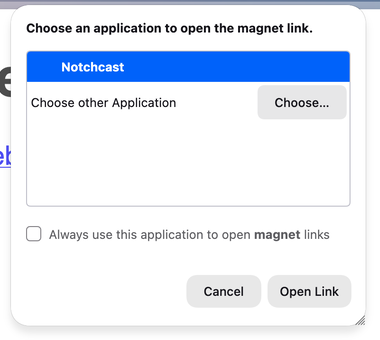 Choose an application to open the magnet link.
Notchcast
Choose other Application
Choose...
Always use this application to open magnet links
Cancel
Open Link